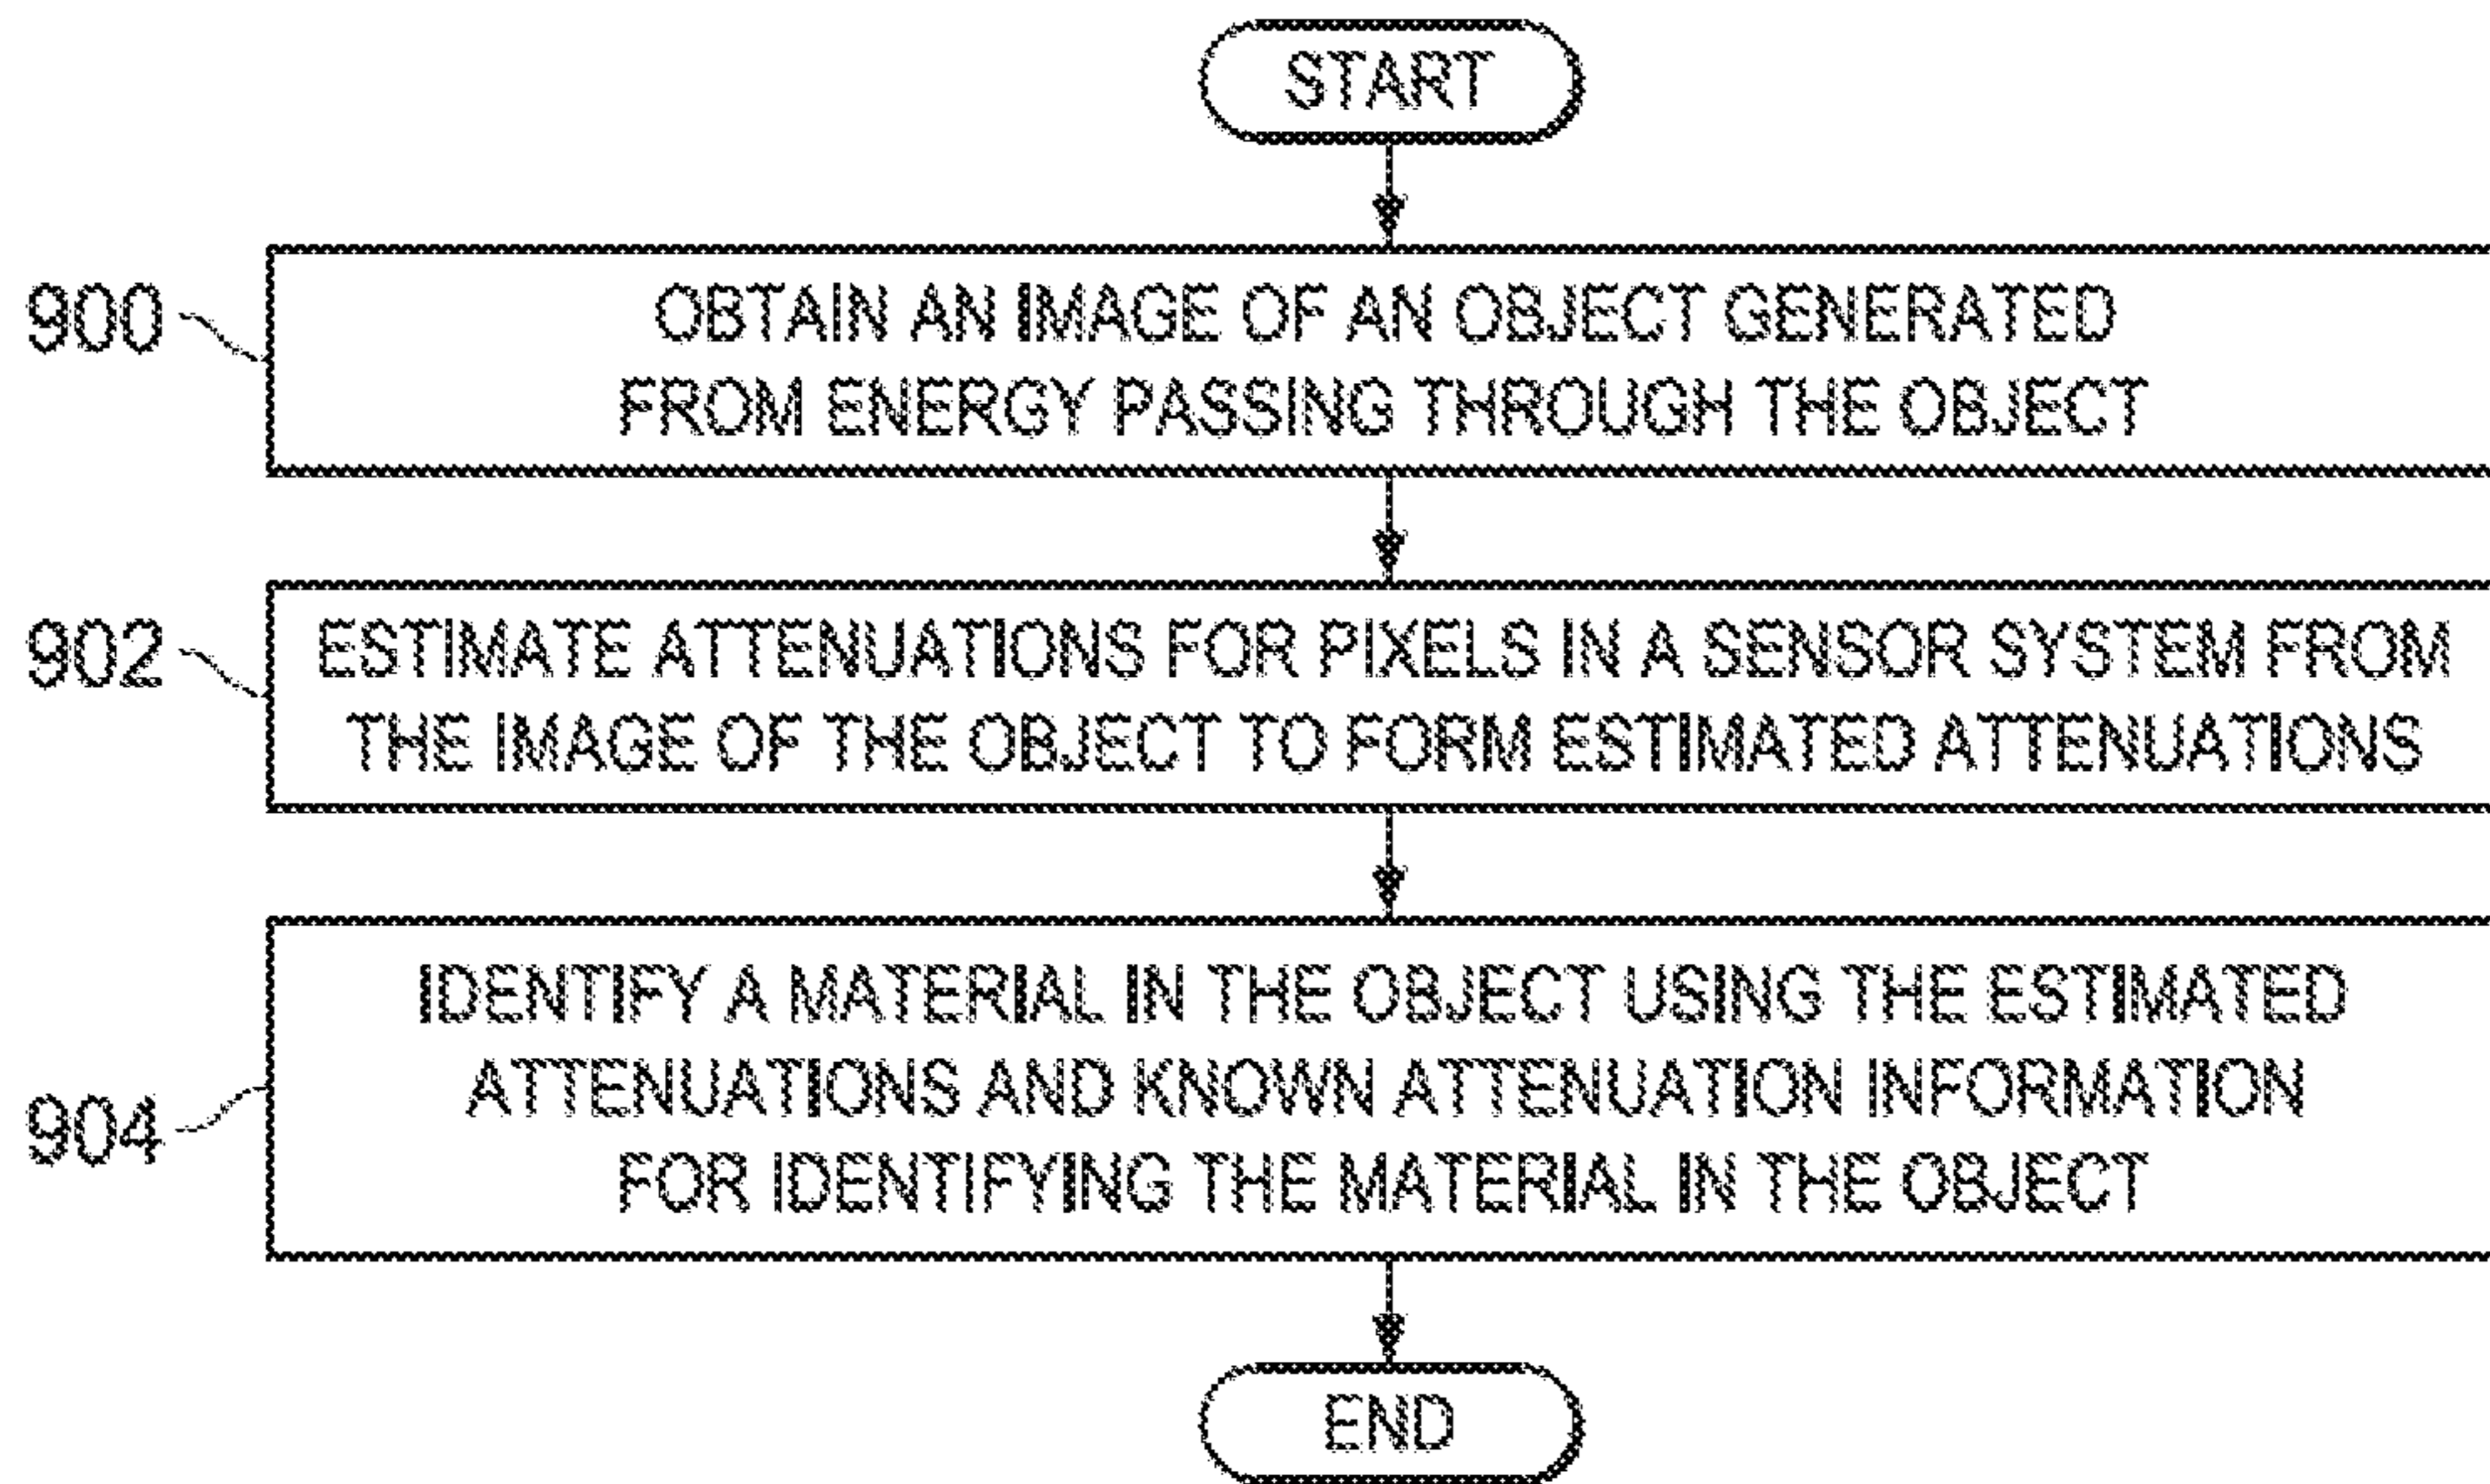 START
900
OBTAIN AN IMAGE OF AN OBJECT GENERATED
FROM ENERGY PASSING THROUGH THE OBJECT
902
ESTIMATE ATTENUATIONS FOR PIXELS IN A SENSOR SYSTEM FROM
THE IMAGE OF THE OBJECT TO FORM ESTIMATED ATTENUATIONS
904
IDENTIFY A MATERIAL IN THE OBJECT USING THE ESTIMATED
ATTENUATIONS AND KNOWN ATTENUATION INFORMATION
FOR IDENTIFYING THE MATERIAL IN THE OBJECT
END